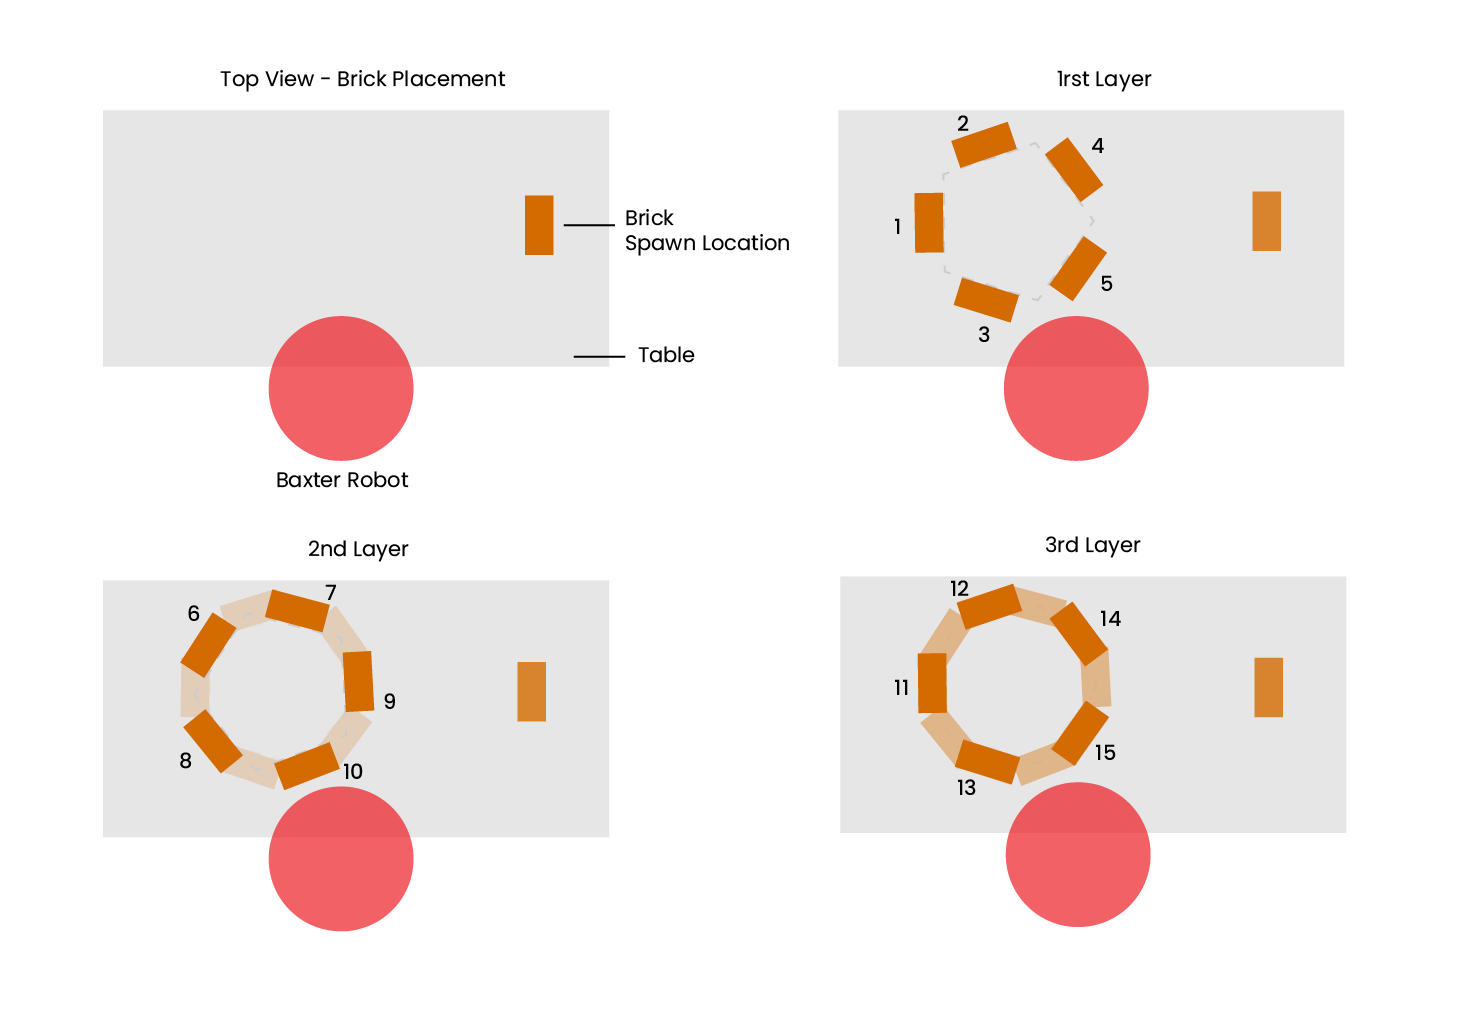 Top View - Brick Placement
Brick
Spawn Location
Table
Baxter Robot
1rst Layer
2
4
1
5
3
2nd Layer
7
6
9
8
10
3rd Layer
12
14
11
15
13